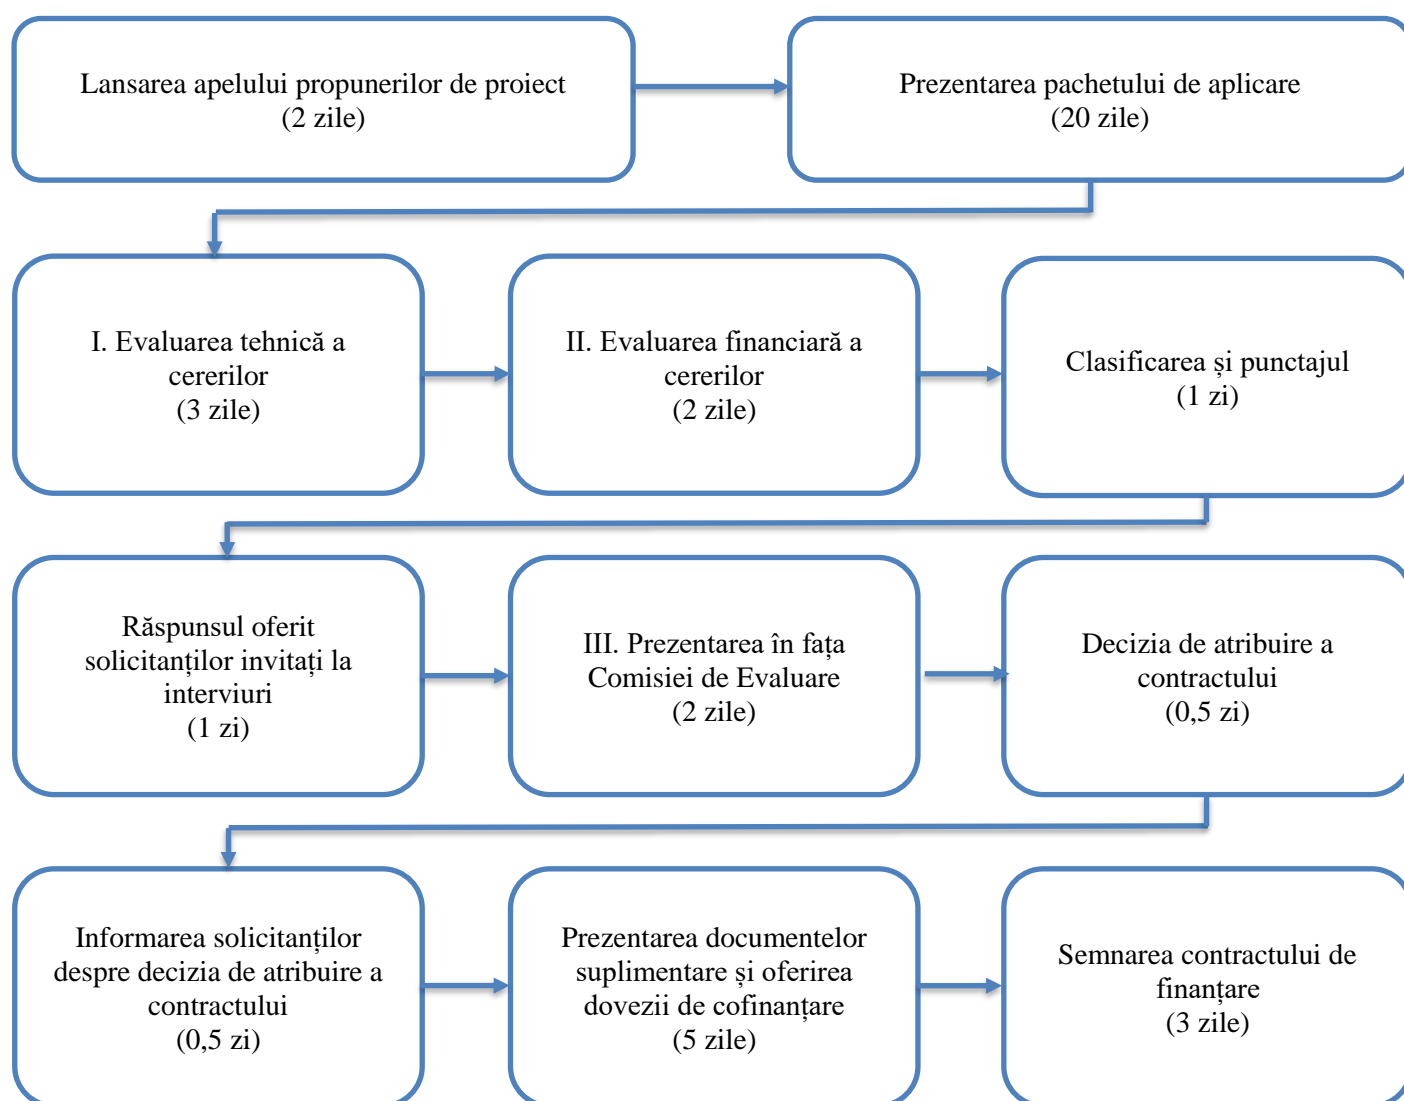 Lansarea apelului propunerilor de proiect
(2 zile)
Prezentarea pachetului de aplicare
(20 zile)
I. Evaluarea tehnică a
cererilor
(3 zile)
II. Evaluarea financiară a
cererilor
(2 zile)
Clasificarea și punctajul
(1 zi)
Răspunsul oferit
solicitanților invitați la
interviuri
(1 zi)
III. Prezentarea în fața
Comisiei de Evaluare
(2 zile)
Decizia de atribuire a
contractului
(0,5 zi)
Informarea solicitanților
despre decizia de atribuire a
contractului
(0,5 zi)
Prezentarea documentelor
suplimentare și oferirea
dovezii de cofinanțare
(5 zile)
Semnarea contractului de
finanțare
(3 zile)